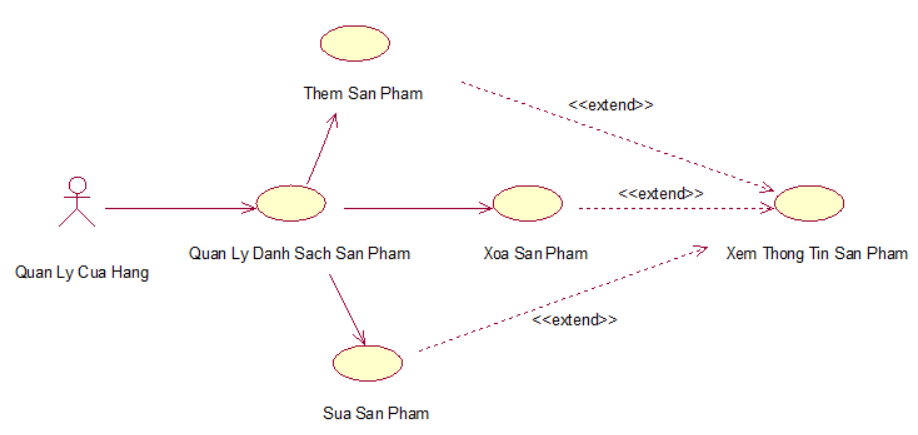 Them San Pham
<<extend>>
<<extend>>
Quan Ly Cua Hang
Quan Ly Danh Sach San Pham
Xoa San Pham
Xem Thong Tin San Pham
<<extend>>
Sua San Pham